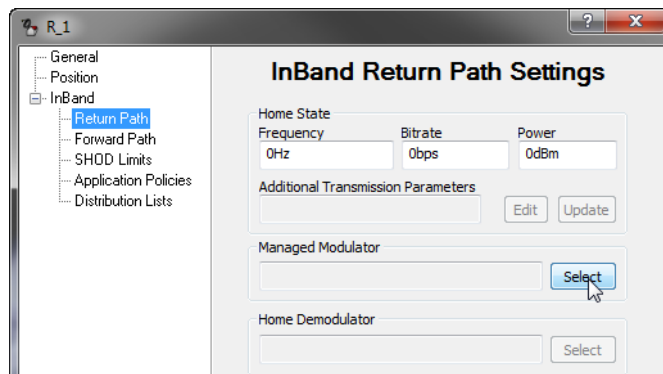 R_1
General
Position
InBand
Return Path
Forward Path
SHOD Limits
Application Policies
Distribution Lists
InBand Return Path Settings
Home State
Frequency Bitrate Power
0Hz 0bps 0dBm
Additional Transmission Parameters
Edit Update
Managed Modulator
Select
Home Demodulator
Select